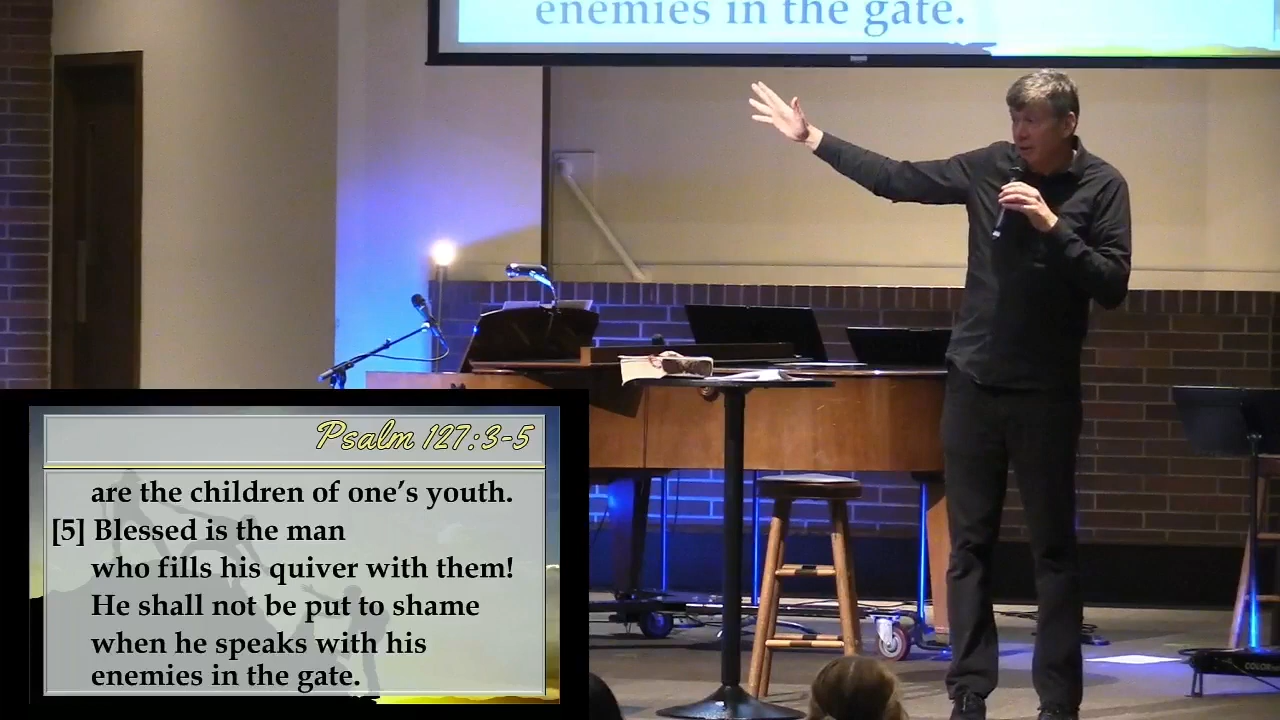 enemies in the gate.
Psalm 127:3-5
are the children of one's youth.
[5] Blessed is the man
who fills his quiver with them!
He shall not be put to shame
when he speaks with his
enemies in the gate.
COLOR